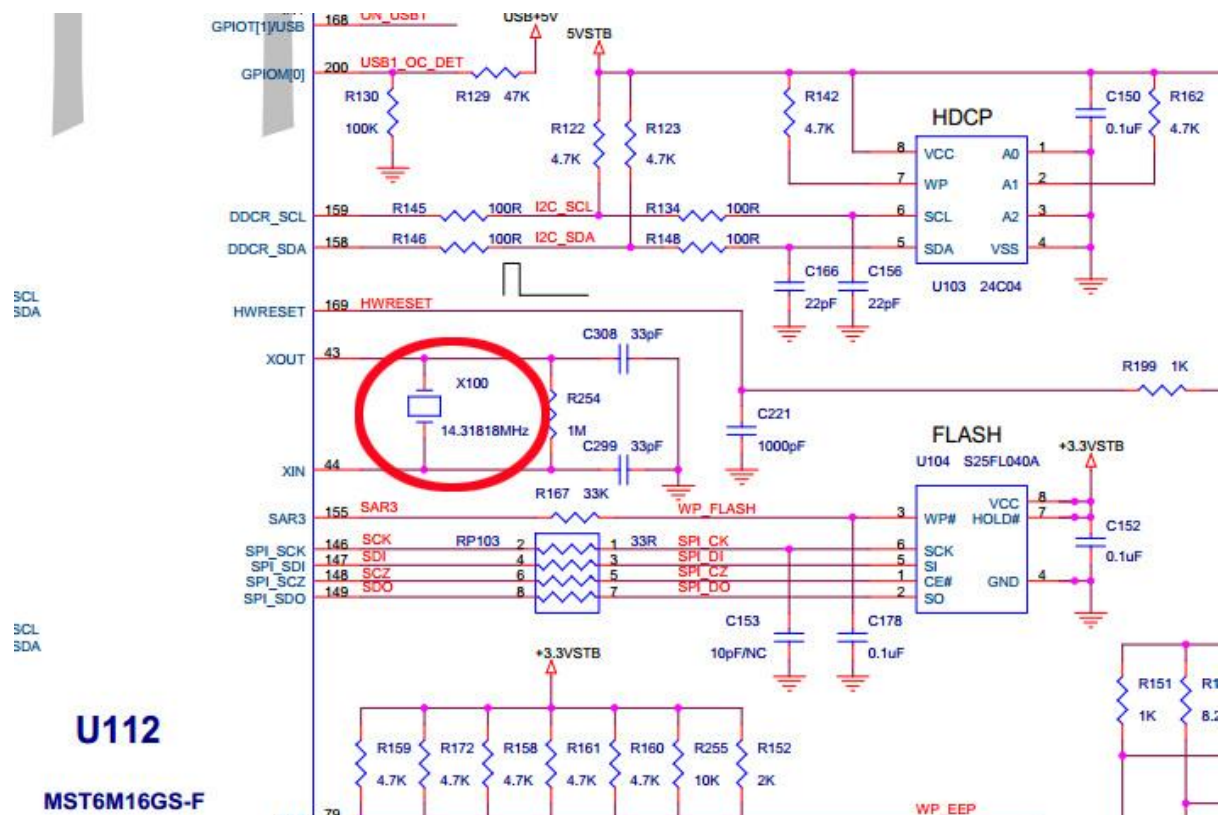 GPIOT[1]/USB 168 ON_USB1
USB+5V
5VSTB
GPIOM[0] 200 USB1_OC_DET
R130 R129 47K
100K
R122 R123
4.7K 4.7K
R142
4.7K
HDCP
C150 R162
0.1uF 4.7K
8 VCC A0 1
7 WP A1 2
6 SCL A2 3
5 SDA VSS 4
U103 24C04
DDCR_SCL 159 R145 100R I2C_SCL R134 100R
DDCR_SDA 158 R146 100R I2C_SDA R148 100R
C166 C156
22pF 22pF
SCL
SDA
HWRESET 169 HWRESET
C308 33pF
XOUT 43
X100
14.31818MHz
R254
1M
C299 33pF
XIN 44
R199 1K
C221
1000pF
FLASH
U104 S25FL040A
+3.3VSTB
R167 33K
SAR3 155 SAR3 WP_FLASH
SPI_SCK 146 SCK RP103 2 1 33R SPI_CK
SPI_SDI 147 SDI 4 3 SPI_DI
SPI_SCZ 148 SCZ 6 5 SPI_CZ
SPI_SDO 149 SDO 8 7 SPI_DO
VCC 8
3 WP# HOLD# 7
6 SCK
5 SI
1 CE# GND 4
2 SO
C152
0.1uF
C153 C178
10pF/NC 0.1uF
SCL
SDA
+3.3VSTB
R151
1K 8.2
U112
R159 R172 R158 R161 R160 R255 R152
4.7K 4.7K 4.7K 4.7K 4.7K 10K 2K
MST6M16GS-F
79
WP_EEP